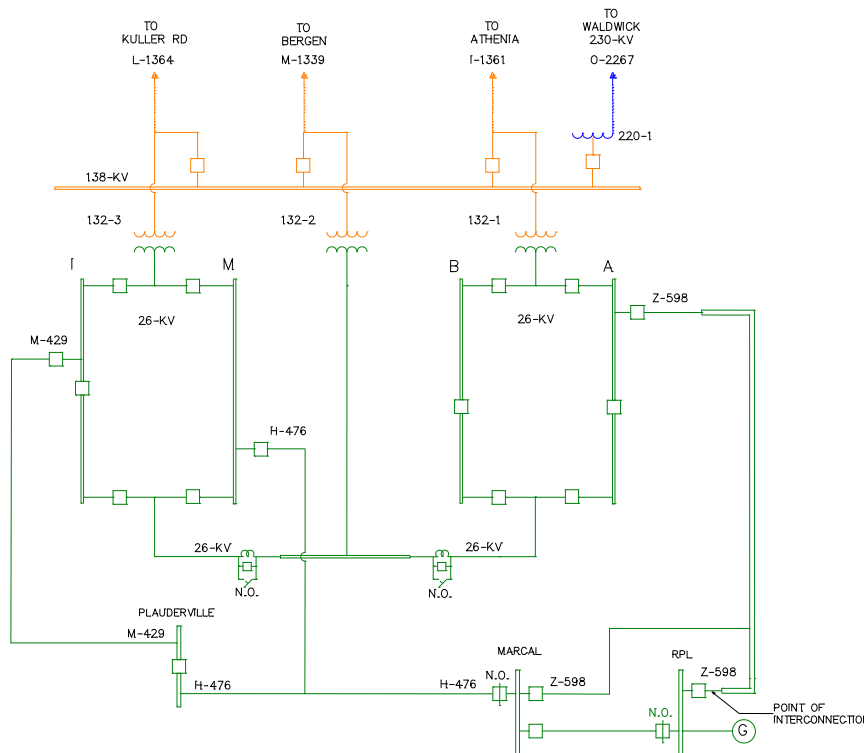 TO
KULLER RD
L-1364
TO
BERGEN
M-1339
TO
ATHENIA
I-1361
TO
WALDWICK
230-KV
O-2267
220-1
138-KV
132-3
132-2
132-1
I
M
B
A
26-KV
26-KV
Z-598
M-429
H-476
26-KV
26-KV
N.O.
N.O.
PLAUDERVILLE
M-429
H-476
MARCAL
RPL
H-476
N.O.
Z-598
Z-598
N.O.
G
POINT OF
INTERCONNECTION